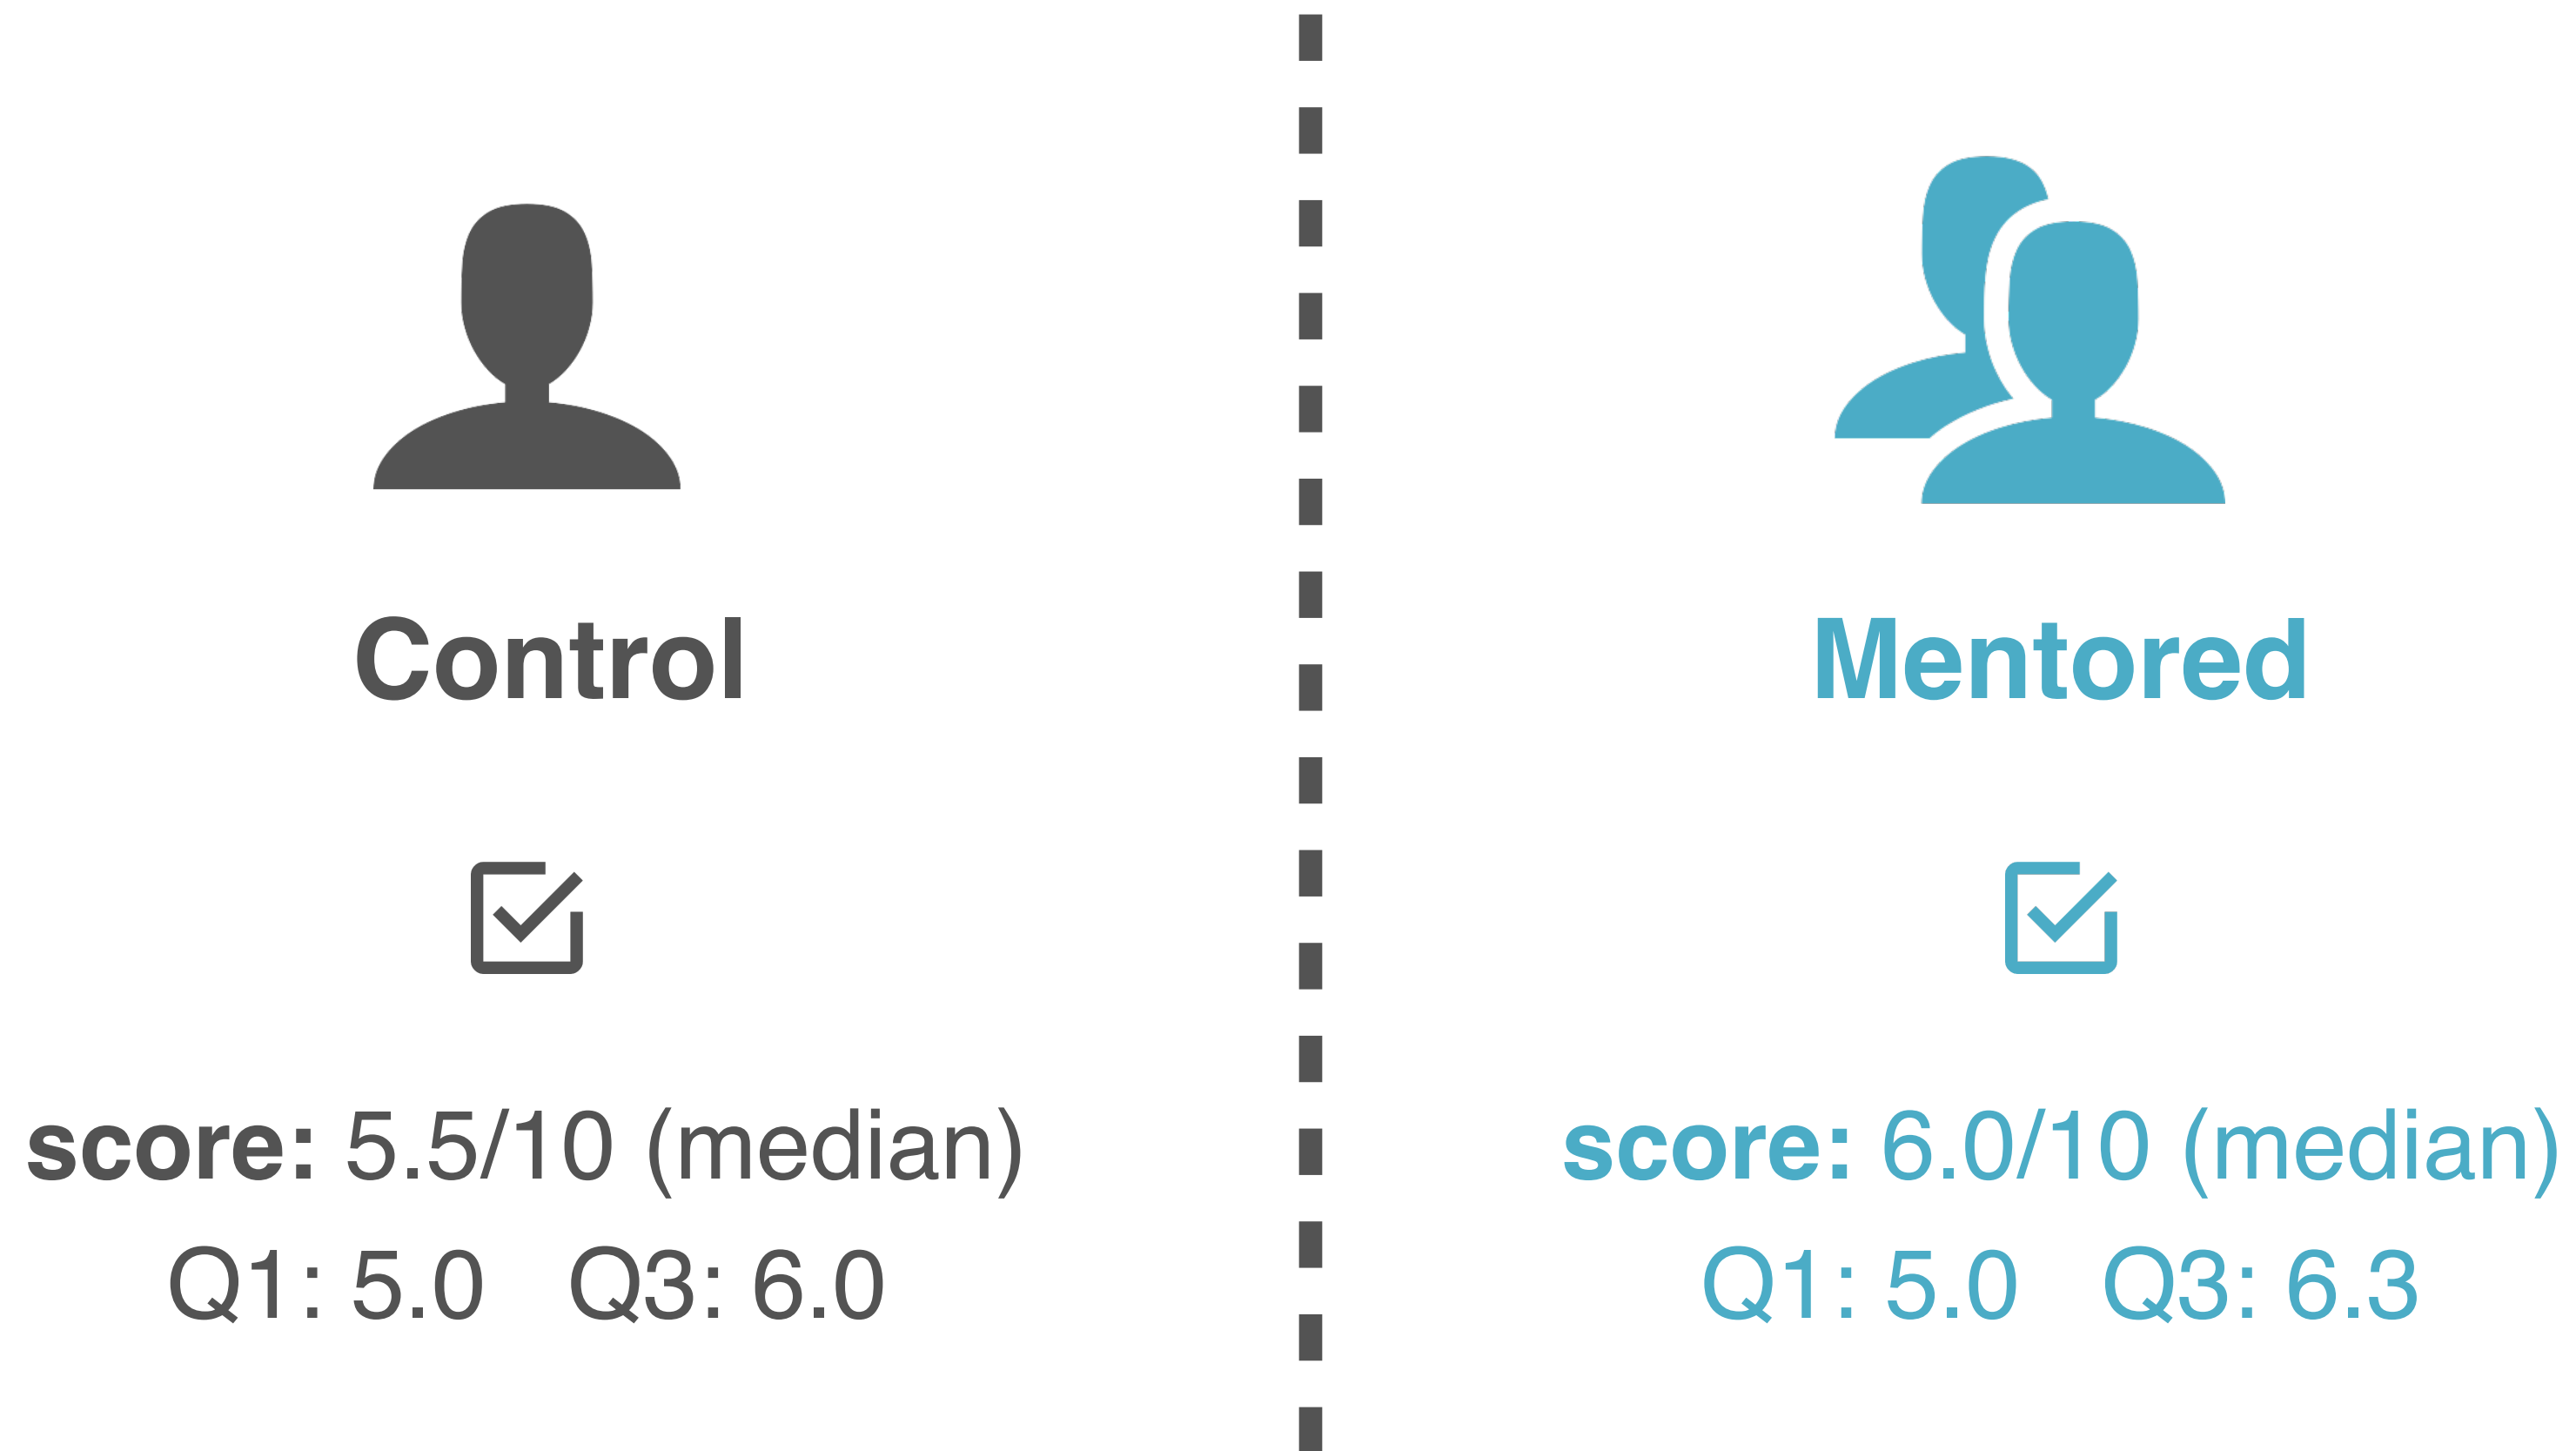 Control
score: 5.5/10 (median)
Q1: 5.0 Q3: 6.0
Mentored
score: 6.0/10 (median)
Q1: 5.0 Q3: 6.3